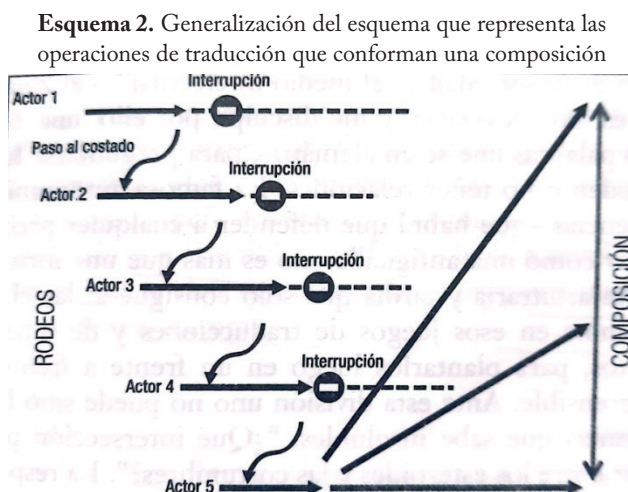 Esquema 2. Generalización del esquema que representa las
operaciones de traducción que conforman una composición
Interrupción
Actor 1
Paso al costado
Interrupción
Actor 2
Interrupción
Actor 3
Interrupción
Actor 4
Actor 5
RODEOS
COMPOSICIÓN